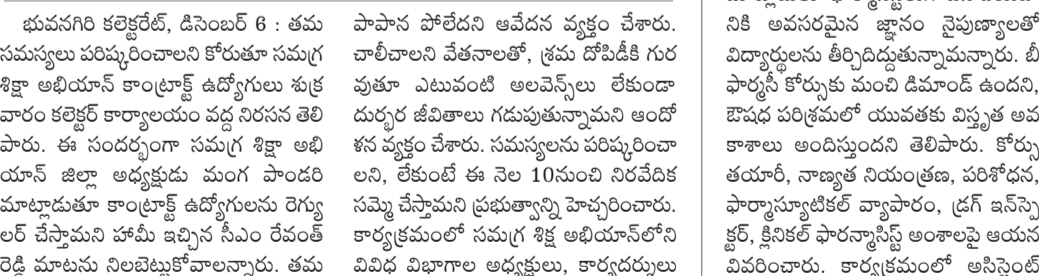 భువనగిరి కలెక్టరేట్, డిసెంబర్ 6 : తమ
సమస్యలు పరిష్కరించాలని కోరుతూ సమగ్ర
శిక్షా అభియాన్ కాంట్రాక్ట్ ఉద్యోగులు శుక్ర
వారం కలెక్టర్ కార్యాలయం వద్ద నిరసన తెలి
పారు. ఈ సందర్భంగా సమగ్ర శిక్షా అభి
యాన్ జిల్లా అధ్యక్షుడు మంగ పాండరి
మాట్లాడుతూ కాంట్రాక్ట్ ఉద్యోగులను రెగ్యు
లర్ చేస్తామని హామీ ఇచ్చిన సీఎం రేవంత్
రెడ్డి మాటను నిలబెట్టుకోవాలన్నారు. తమ
పాపాన పోలేదని ఆవేదన వ్యక్తం చేశారు.
చాలీచాలని వేతనాలతో, శ్రమ దోపిడీకి గుర
వుతూ ఎటువంటి అలవెన్స్‌లు లేకుండా
దుర్భర జీవితాలు గడుపుతున్నామని ఆందో
ళన వ్యక్తం చేశారు. సమస్యలను పరిష్కరించా
లని, లేకుంటే ఈ నెల 10నుంచి నిరవేదిక
సమ్మె చేస్తామని ప్రభుత్వాన్ని హెచ్చరించారు.
కార్యక్రమంలో సమగ్ర శిక్ష అభియాన్‌లోని
వివిధ విభాగాల అధ్యక్షులు, కార్యదర్శులు
నికి అవసరమైన జ్ఞానం నైపుణ్యాలతో
విద్యార్థులను తీర్చిదిద్దుతున్నామన్నారు. బీ
ఫార్మసీ కోర్సుకు మంచి డిమాండ్ ఉందని,
ఔషధ పరిశ్రమలో యువతకు విస్తృత అవ
కాశాలు అందిస్తుందని తెలిపారు. కోర్సు
తయారీ, నాణ్యత నియంత్రణ, పరిశోధన,
ఫార్మాస్యూటికల్ వ్యాపారం, డ్రగ్ ఇన్‌స్పె
క్టర్, క్లినికల్ ఫారన్మాసిస్ట్ అంశాలపై ఆయన
వివరించారు. కార్యక్రమంలో అసిస్టెంట్